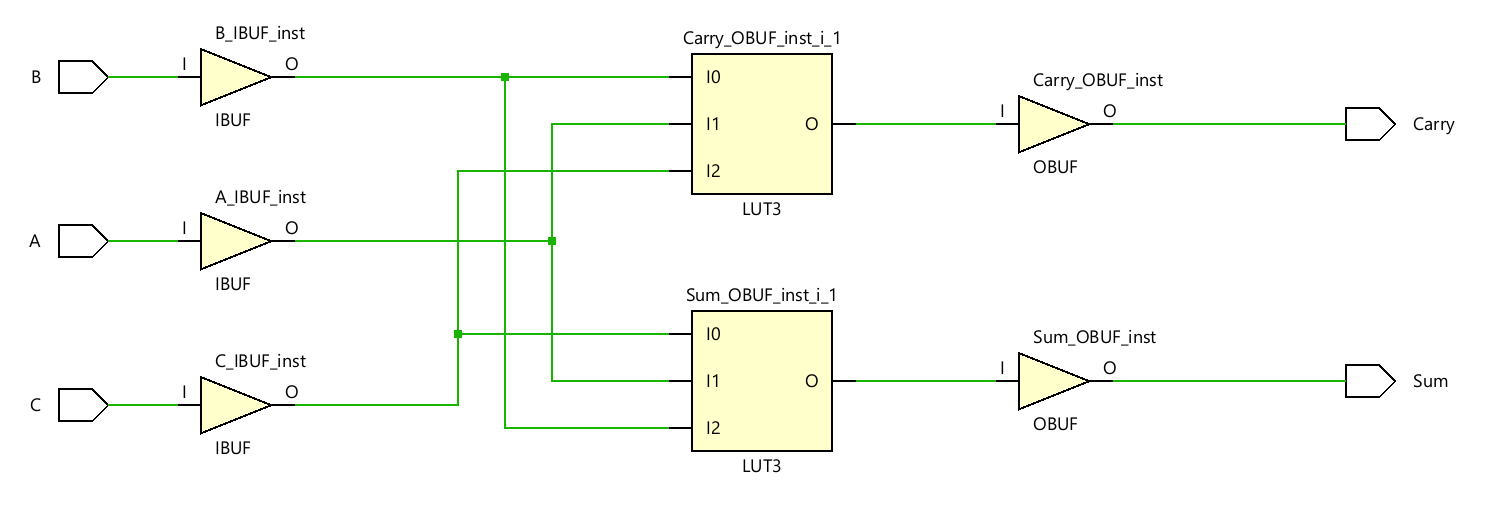 B_IBUF_inst
B
I
O
IBUF
A_IBUF_inst
A
I
O
IBUF
C_IBUF_inst
C
I
O
IBUF
Carry_OBUF_inst_i_1
I0
I1
I2
O
LUT3
Sum_OBUF_inst_i_1
I0
I1
I2
O
LUT3
Carry_OBUF_inst
I
O
OBUF
Carry
Sum_OBUF_inst
I
O
OBUF
Sum